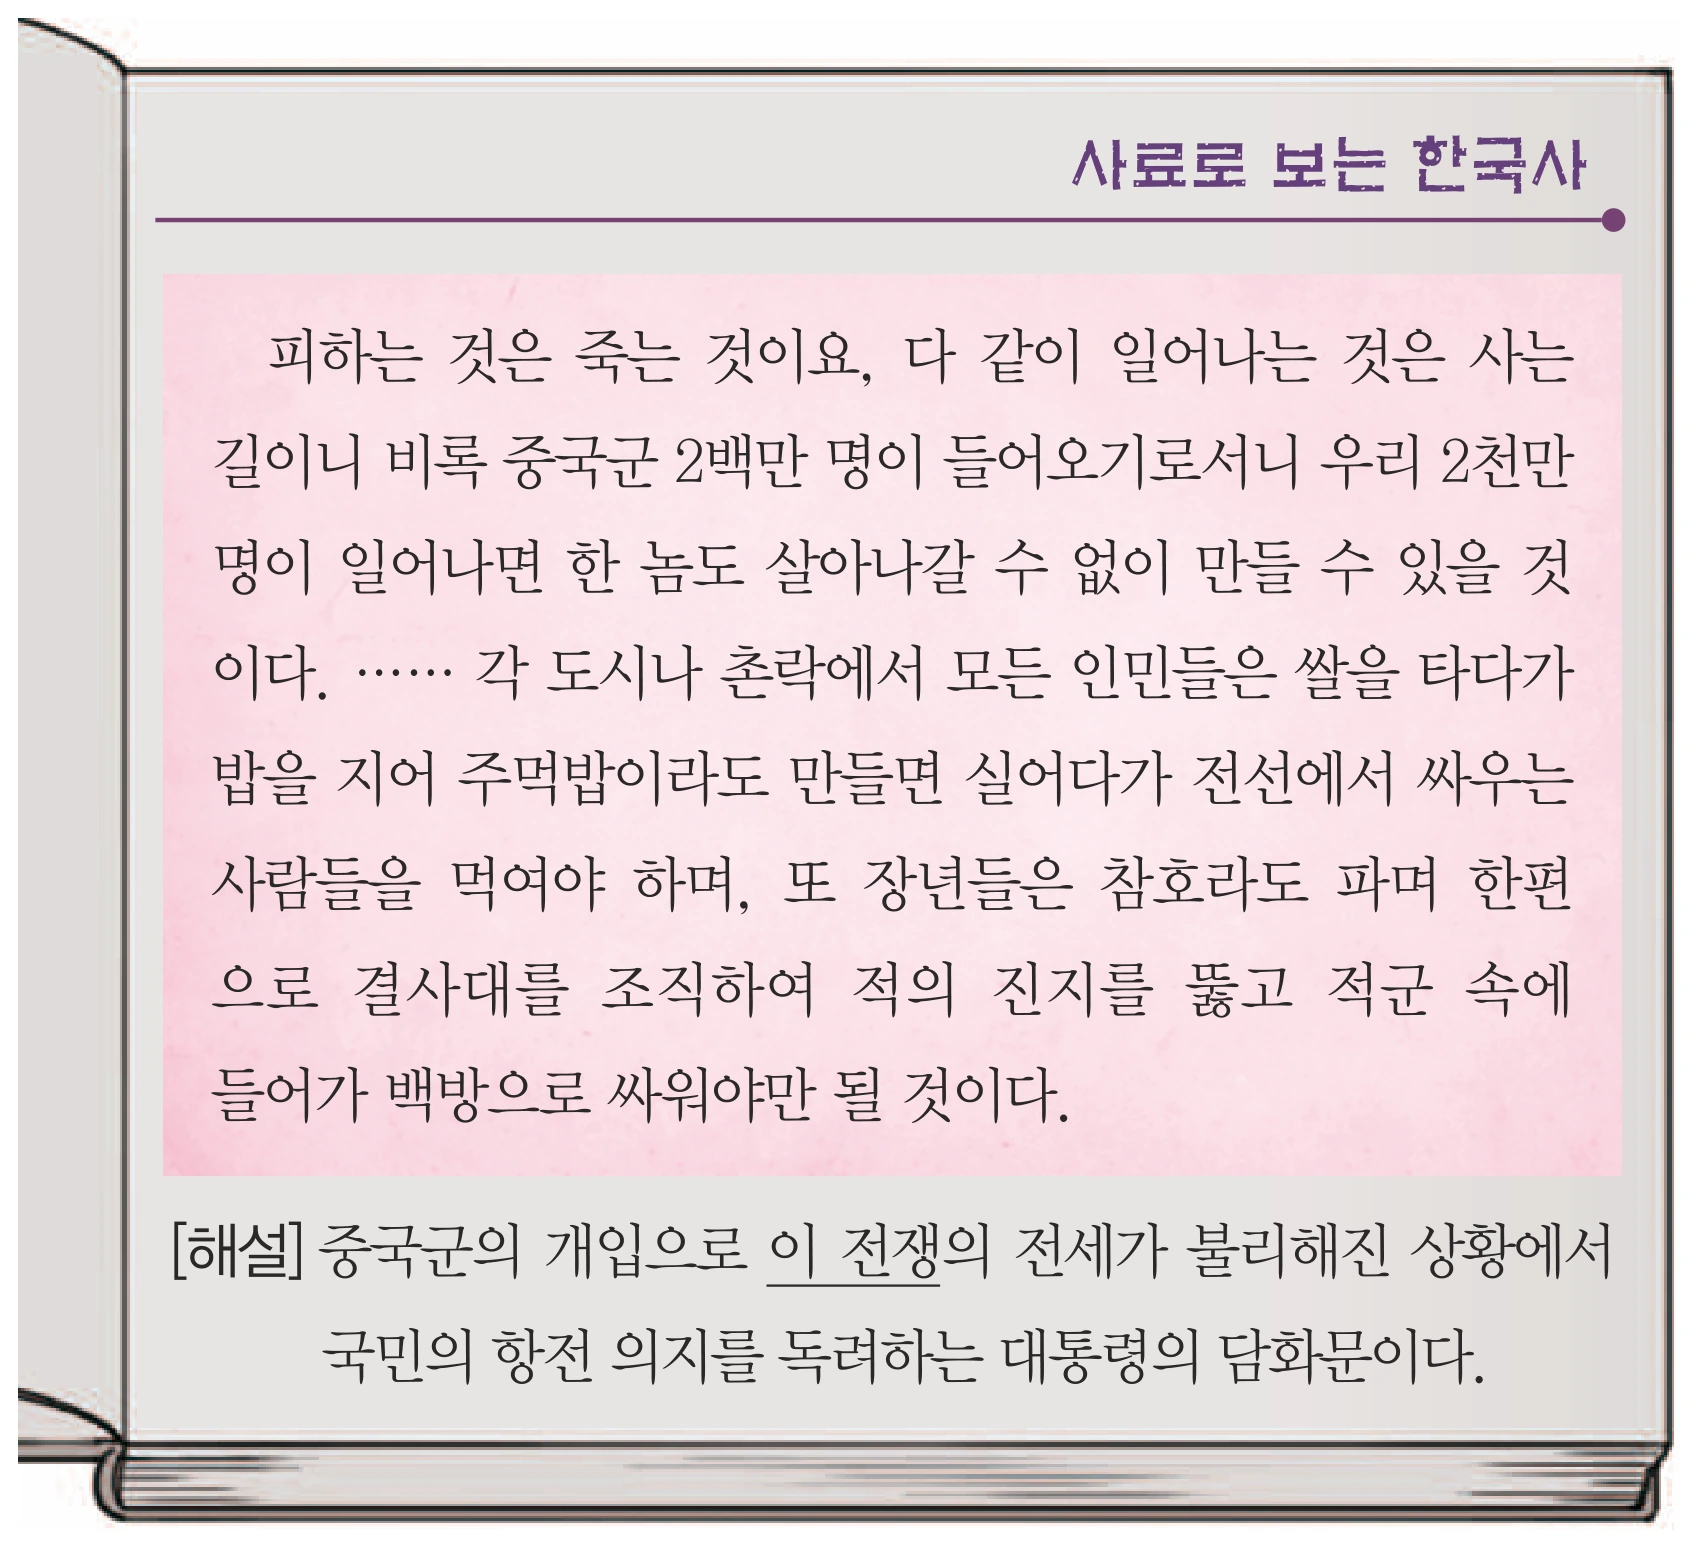 사료로 보는 한국사
피하는 것은 죽는 것이요, 다 같이 일어나는 것은 사는
길이니 비록 중국군 2백만 명이 들어오기로서니 우리 2천만
명이 일어나면 한 놈도 살아나갈 수 없이 만들 수 있을 것
이다. …… 각 도시나 촌락에서 모든 인민들은 쌀을 타다가
밥을 지어 주먹밥이라도 만들면 실어다가 전선에서 싸우는
사람들을 먹여야 하며, 또 장년들은 참호라도 파며 한편
으로 결사대를 조직하여 적의 진지를 뚫고 적군 속에
들어가 백방으로 싸워야만 될 것이다.
[해설] 중국군의 개입으로 이 전쟁의 전세가 불리해진 상황에서
국민의 항전 의지를 독려하는 대통령의 담화문이다.